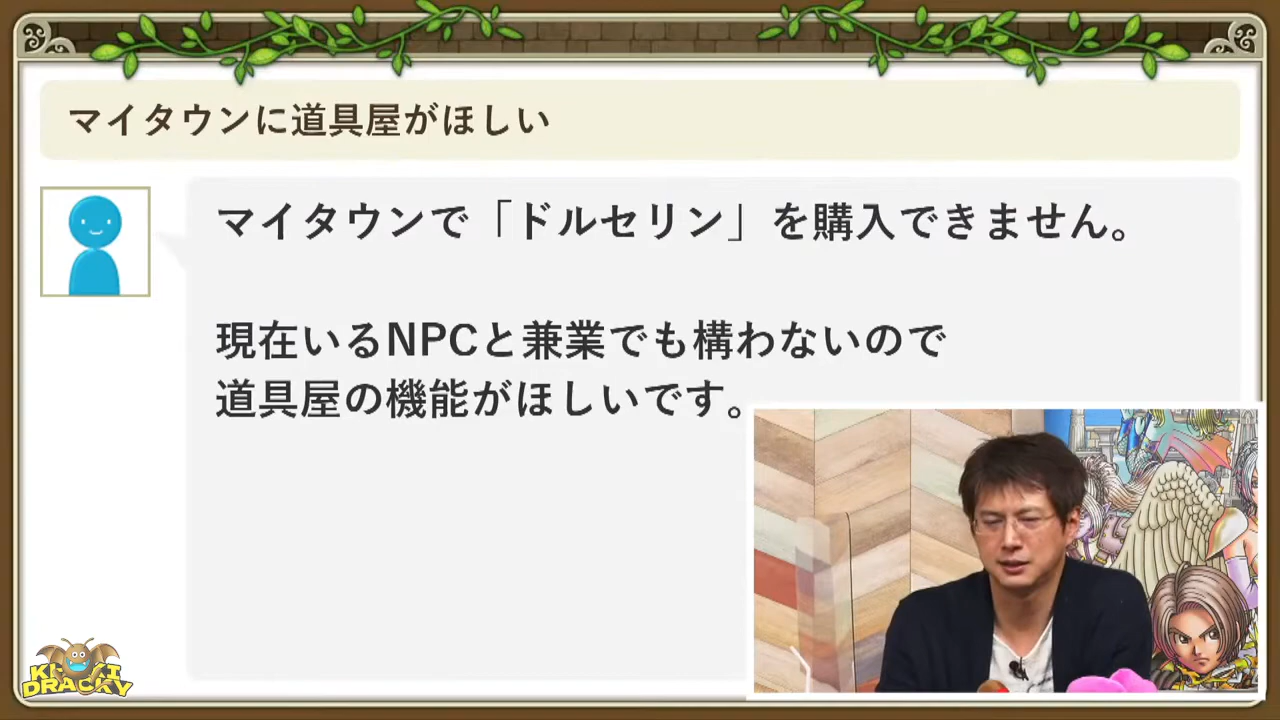 マイタウンに道具屋がほしい
マイタウンで「ドルセリン」を購入できません。
現在いるNPCと兼業でも構わないので
道具屋の機能がほしいです。
DRACKY